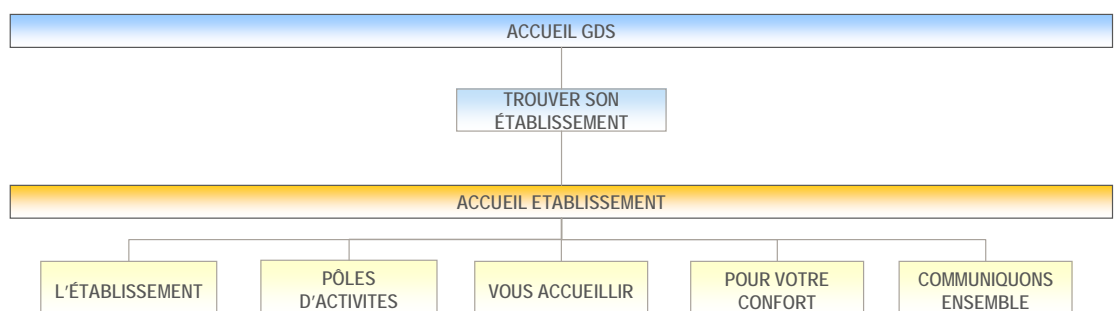 ACCUEIL GDS
TROUVER SON
ÉTABLISSEMENT
ACCUEIL ETABLISSEMENT
L'ÉTABLISSEMENT
PÔLES
D'ACTIVITES
VOUS ACCUEILLIR
POUR VOTRE
CONFORT
COMMUNIQUONS
ENSEMBLE